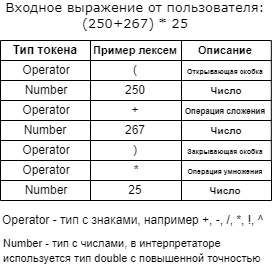 Входное выражение от пользователя:
(250+267) * 25
Тип токена Пример лексем Описание
Operator ( Открывающая скобка
Number 250 Число
Operator + Операция сложения
Number 267 Число
Operator ) Закрывающая скобка
Operator * Операция умножения
Number 25 Число
Operator - тип с знаками, например +, -, /, *, !, ^
Number - тип с числами, в интерпретаторе
используется тип double с повышенной точностью